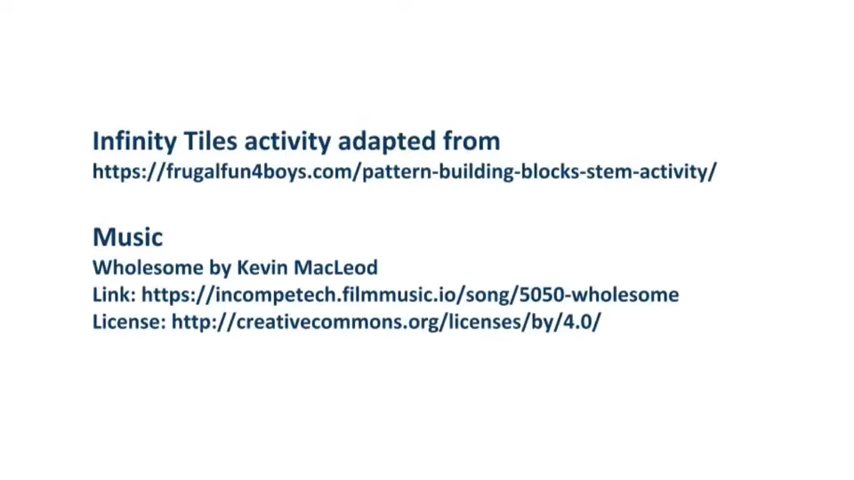 Infinity Tiles activity adapted from
https://frugalfun4boys.com/pattern-building-blocks-stem-activity/
Music
Wholesome by Kevin MacLeod
Link: https://incompetech.filmmusic.io/song/5050-wholesome
License: http://creativecommons.org/licenses/by/4.0/